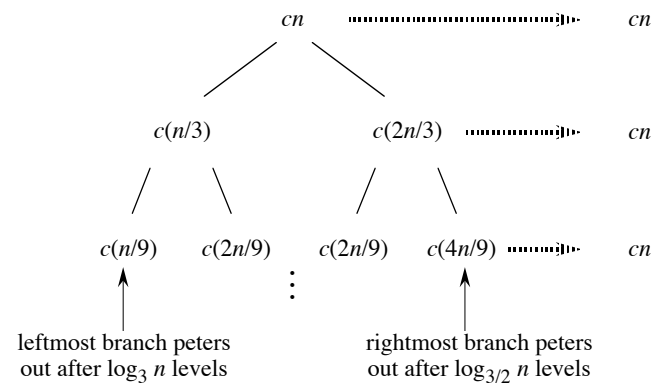 cn cn
c(n/3) c(2n/3) cn
c(n/9) c(2n/9) c(2n/9) c(4n/9) cn
leftmost branch peters
out after log₃ n levels
rightmost branch peters
out after log₃/₂ n levels